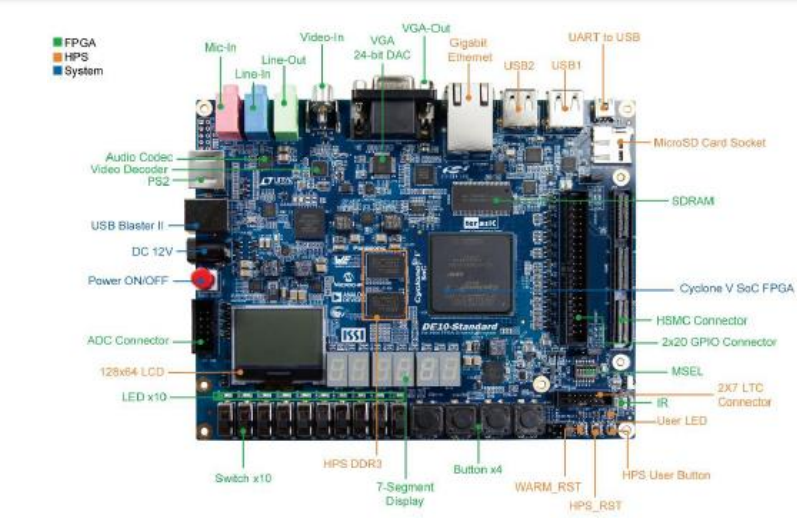 FPGA
HPS
System
Mic-In
Line-In
Line-Out
Video-In
VGA
24-bit DAC
VGA-Out
Gigabit
Ethernet
USB2
USB1
UART to USB
MicroSD Card Socket
Audio Codec
Video Decoder
PS2
SDRAM
terasic
USB Blaster II
DC 12V
Power ON/OFF
Cyclone V
SoC
Cyclone V SoC FPGA
ISSI
DE10-Standard
HSMC Connector
ADC Connector
2x20 GPIO Connector
128x64 LCD
MSEL
LED x10
2X7 LTC
Connector
IR
User LED
HPS DDR3
Switch x10
7-Segment
Display
Button x4
WARM_RST
HPS_RST
HPS User Button